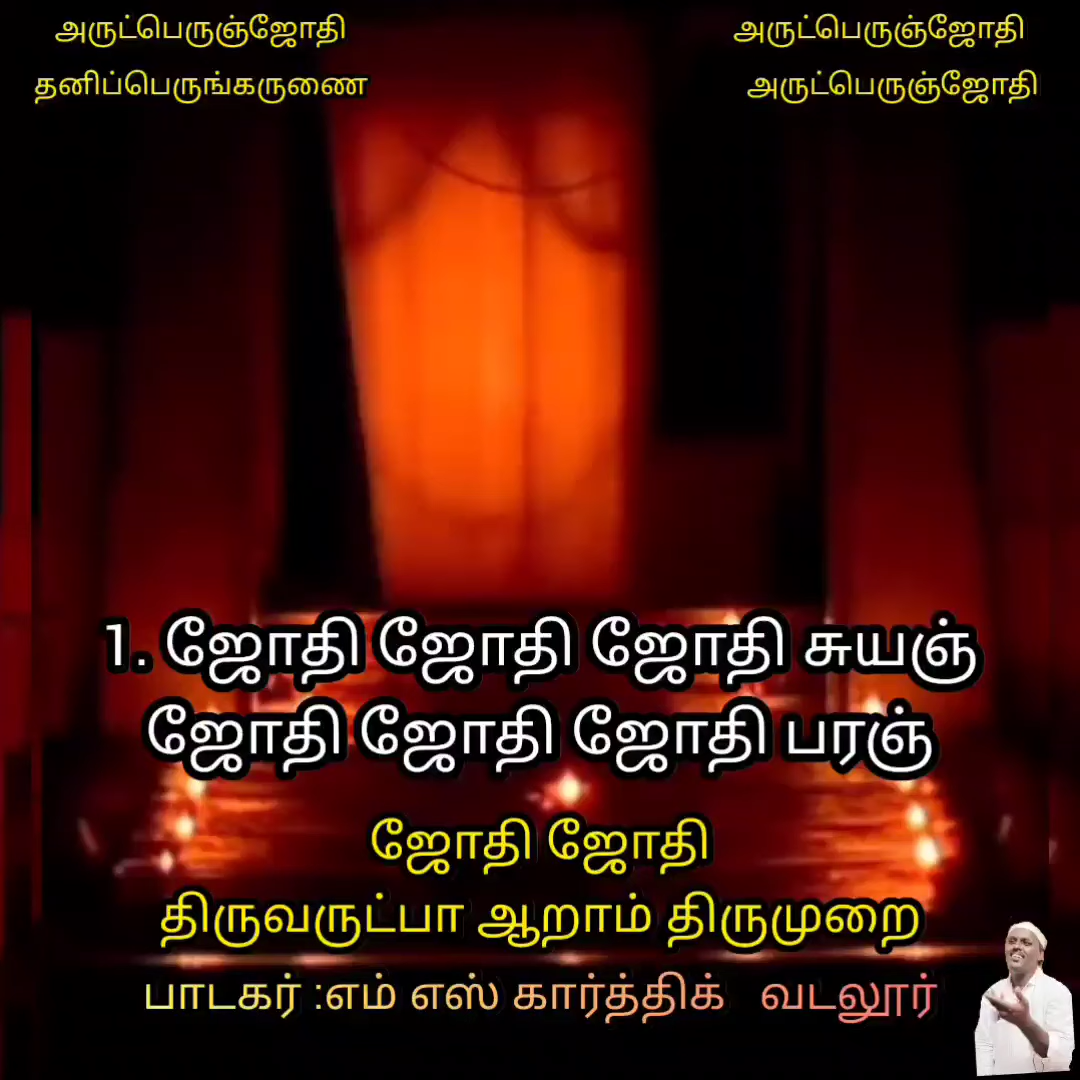 அருட்பெருஞ்ஜோதி
தனிப்பெருங்கருணை
அருட்பெருஞ்ஜோதி
அருட்பெருஞ்ஜோதி
1. ஜோதி ஜோதி ஜோதி சுயஞ்
ஜோதி ஜோதி ஜோதி பரஞ்
ஜோதி ஜோதி
திருவருட்பா ஆறாம் திருமுறை
பாடகர் :எம் எஸ் கார்த்திக் வடலூர்